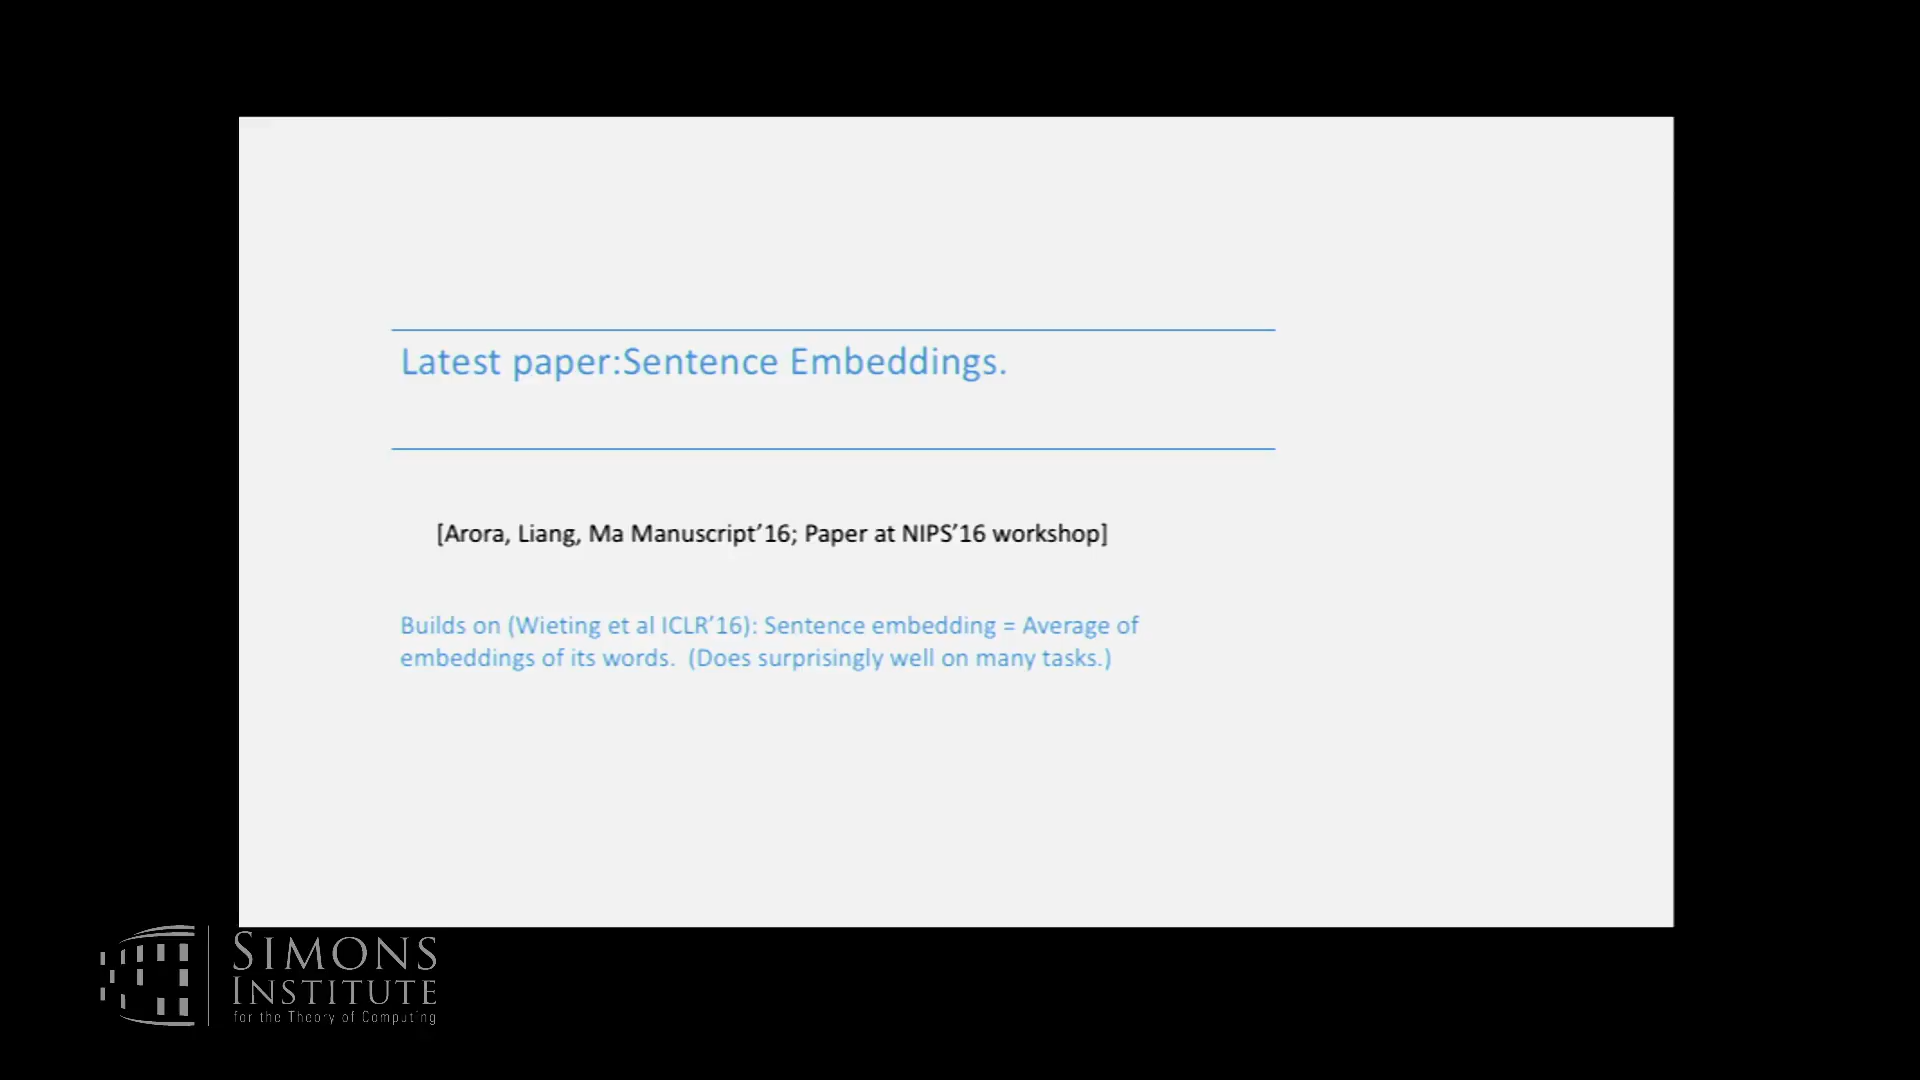 Latest paper:Sentence Embeddings.
[Arora, Liang, Ma Manuscript’16; Paper at NIPS’16 workshop]
Builds on (Wieting et al ICLR’16): Sentence embedding = Average of
embeddings of its words. (Does surprisingly well on many tasks.)
SIMONS
INSTITUTE
for the Theory of Computing